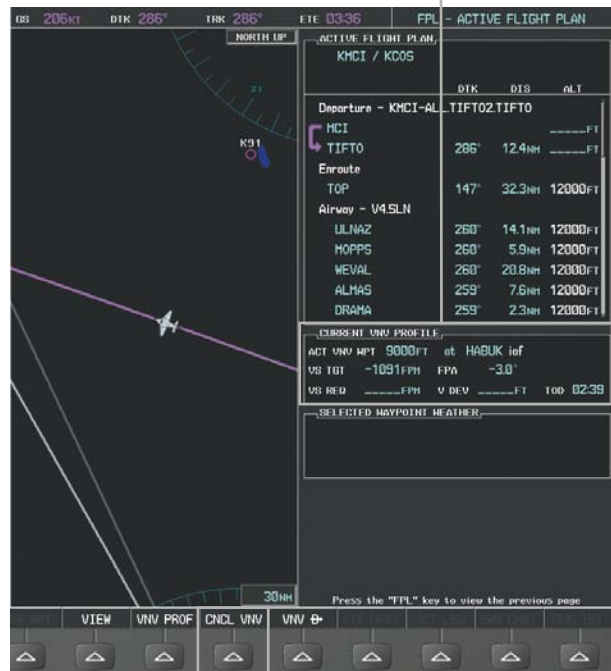 GS 206KT DTK 286° TRK 286° ETE 03:36 FPL - ACTIVE FLIGHT PLAN
NORTH UP
21
K91
30NM
ACTIVE FLIGHT PLAN
KMCI / KCOS
DTK DIS ALT
Departure - KMCI-ALL.TIFTO2.TIFTO
MCI _____FT
TIFTO 286° 12.4NM _____FT
Enroute
TOP 147° 32.3NM 12000FT
Airway - V4.SLN
ULNAZ 260° 14.1NM 12000FT
MOPPS 260° 5.9NM 12000FT
WEVAL 260° 20.8NM 12000FT
ALMAS 259° 7.6NM 12000FT
DRAMA 259° 2.3NM 12000FT
CURRENT VNV PROFILE
ACT VNV WPT 9000FT at HABUK iaf
VS TGT -1091FPM FPA -3.0°
VS REQ _____FPM V DEV _____FT TOD 02:39
SELECTED WAYPOINT WEATHER
Press the "FPL" key to view the previous page
VIEW VNV PROF CNCL VNV VNV D